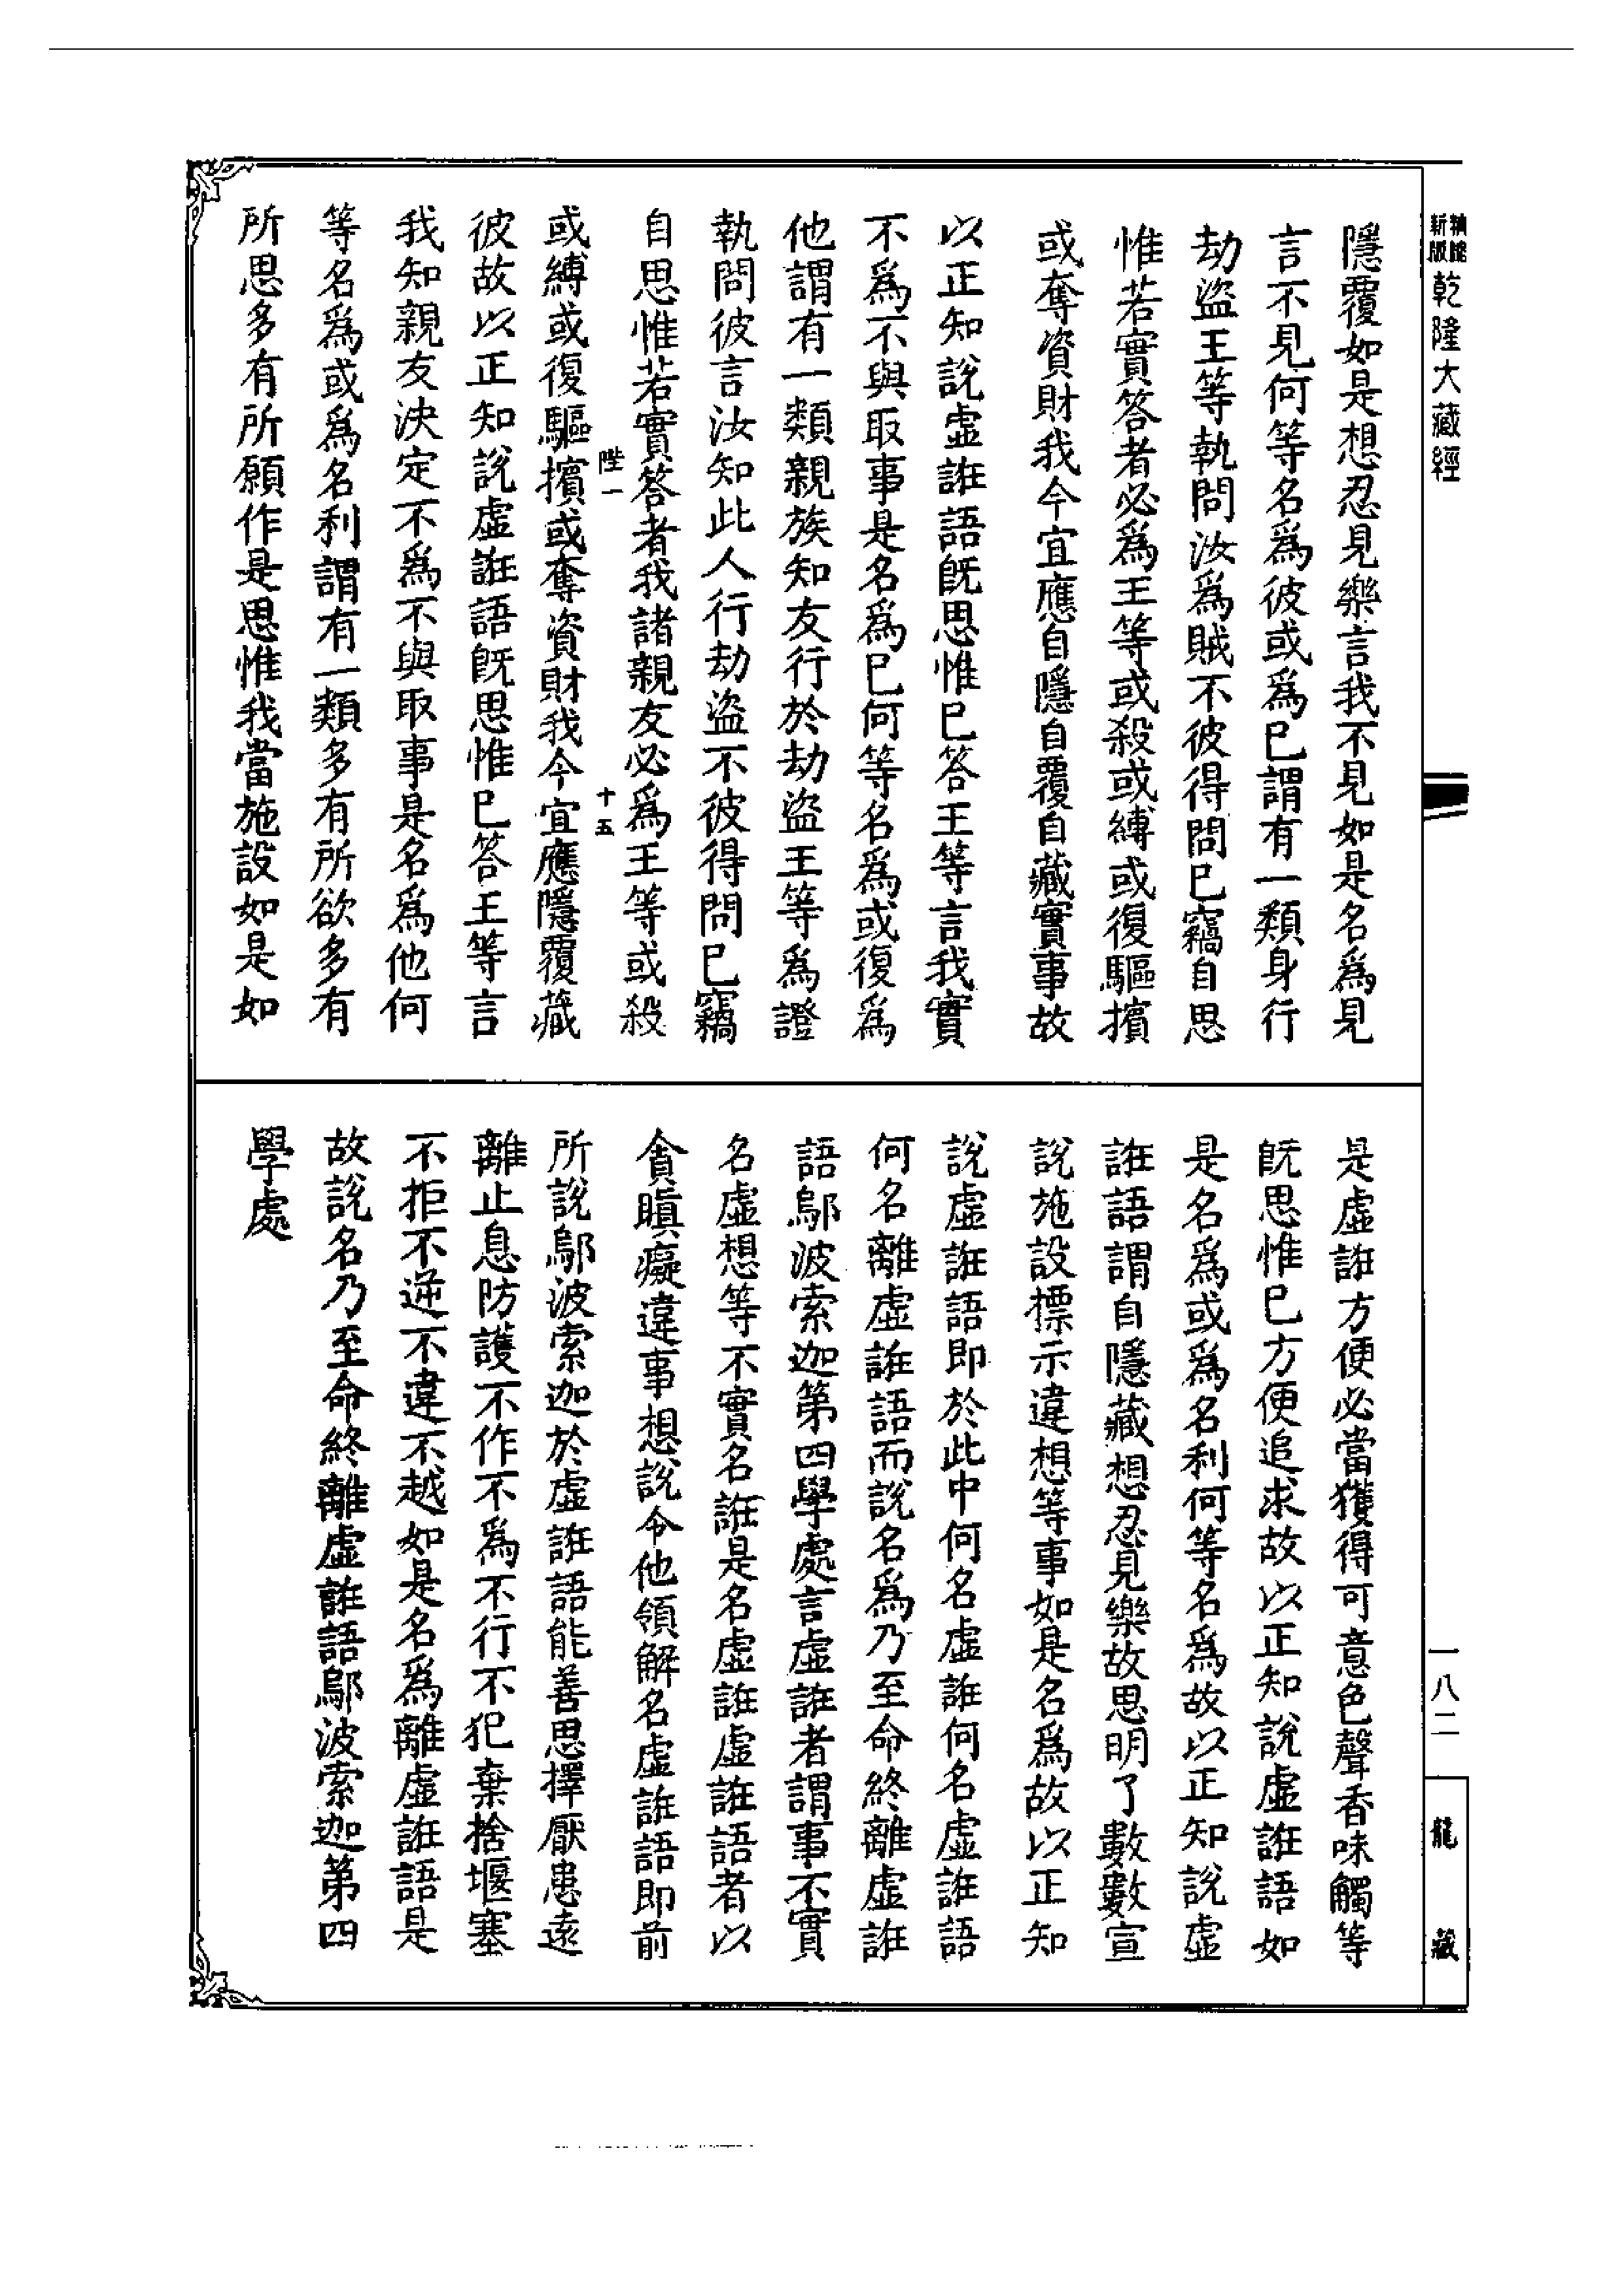 精縮
新版
乾隆大藏經
隱覆如是想忍見樂言我不見如是名爲見
言不見何等名爲彼或爲已謂有一類身行
劫盜王等執問汝爲賊不彼得問已竊自思
惟若實答者必爲王等或殺或縛或復驅擯
或奪資財我今宜應自隱自覆自藏實事故
以正知說虛誑語旣思惟已答王等言我實
不爲不與取事是名爲已何等名爲或復爲
他謂有一類親族知友行於劫盜王等爲證
執問彼言汝知此人行劫盜不彼得問已竊
自思惟若實答者我諸親友必爲王等或殺
陛一
十五
或縛或復驅擯或奪資財我今宜應隱覆藏
彼故以正知說虛誑語旣思惟已答王等言
我知親友決定不爲不與取事是名爲他何
等名爲或爲名利謂有一類多有所欲多有
所思多有所願作是思惟我當施設如是如
是虛誑方便必當獲得可意色聲香味觸等
旣思惟已方便追求故以正知說虛誑語如
是名爲或爲名利何等名爲故以正知說虛
誑語謂自隱藏想忍見樂故思明了數數宣
說施設摽示違想等事如是名爲故以正知
說虛誑語即於此中何名虛誑何名虛誑語
何名離虛誑語而說名爲乃至命終離虛誑
語鄔波索迦第四學處言虛誑者謂事不實
名虛想等不實名誑是名虛誑虛誑語者以
貪瞋癡違事想說令他領解名虛誑語即前
所說鄔波索迦於虛誑語能善思擇厭患遠
離止息防護不作不爲不行不犯棄捨堰塞
不拒不逆不違不越如是名爲離虛誑語是
故說名乃至命終離虛誑語鄔波索迦第四
學處
一八二
龍藏